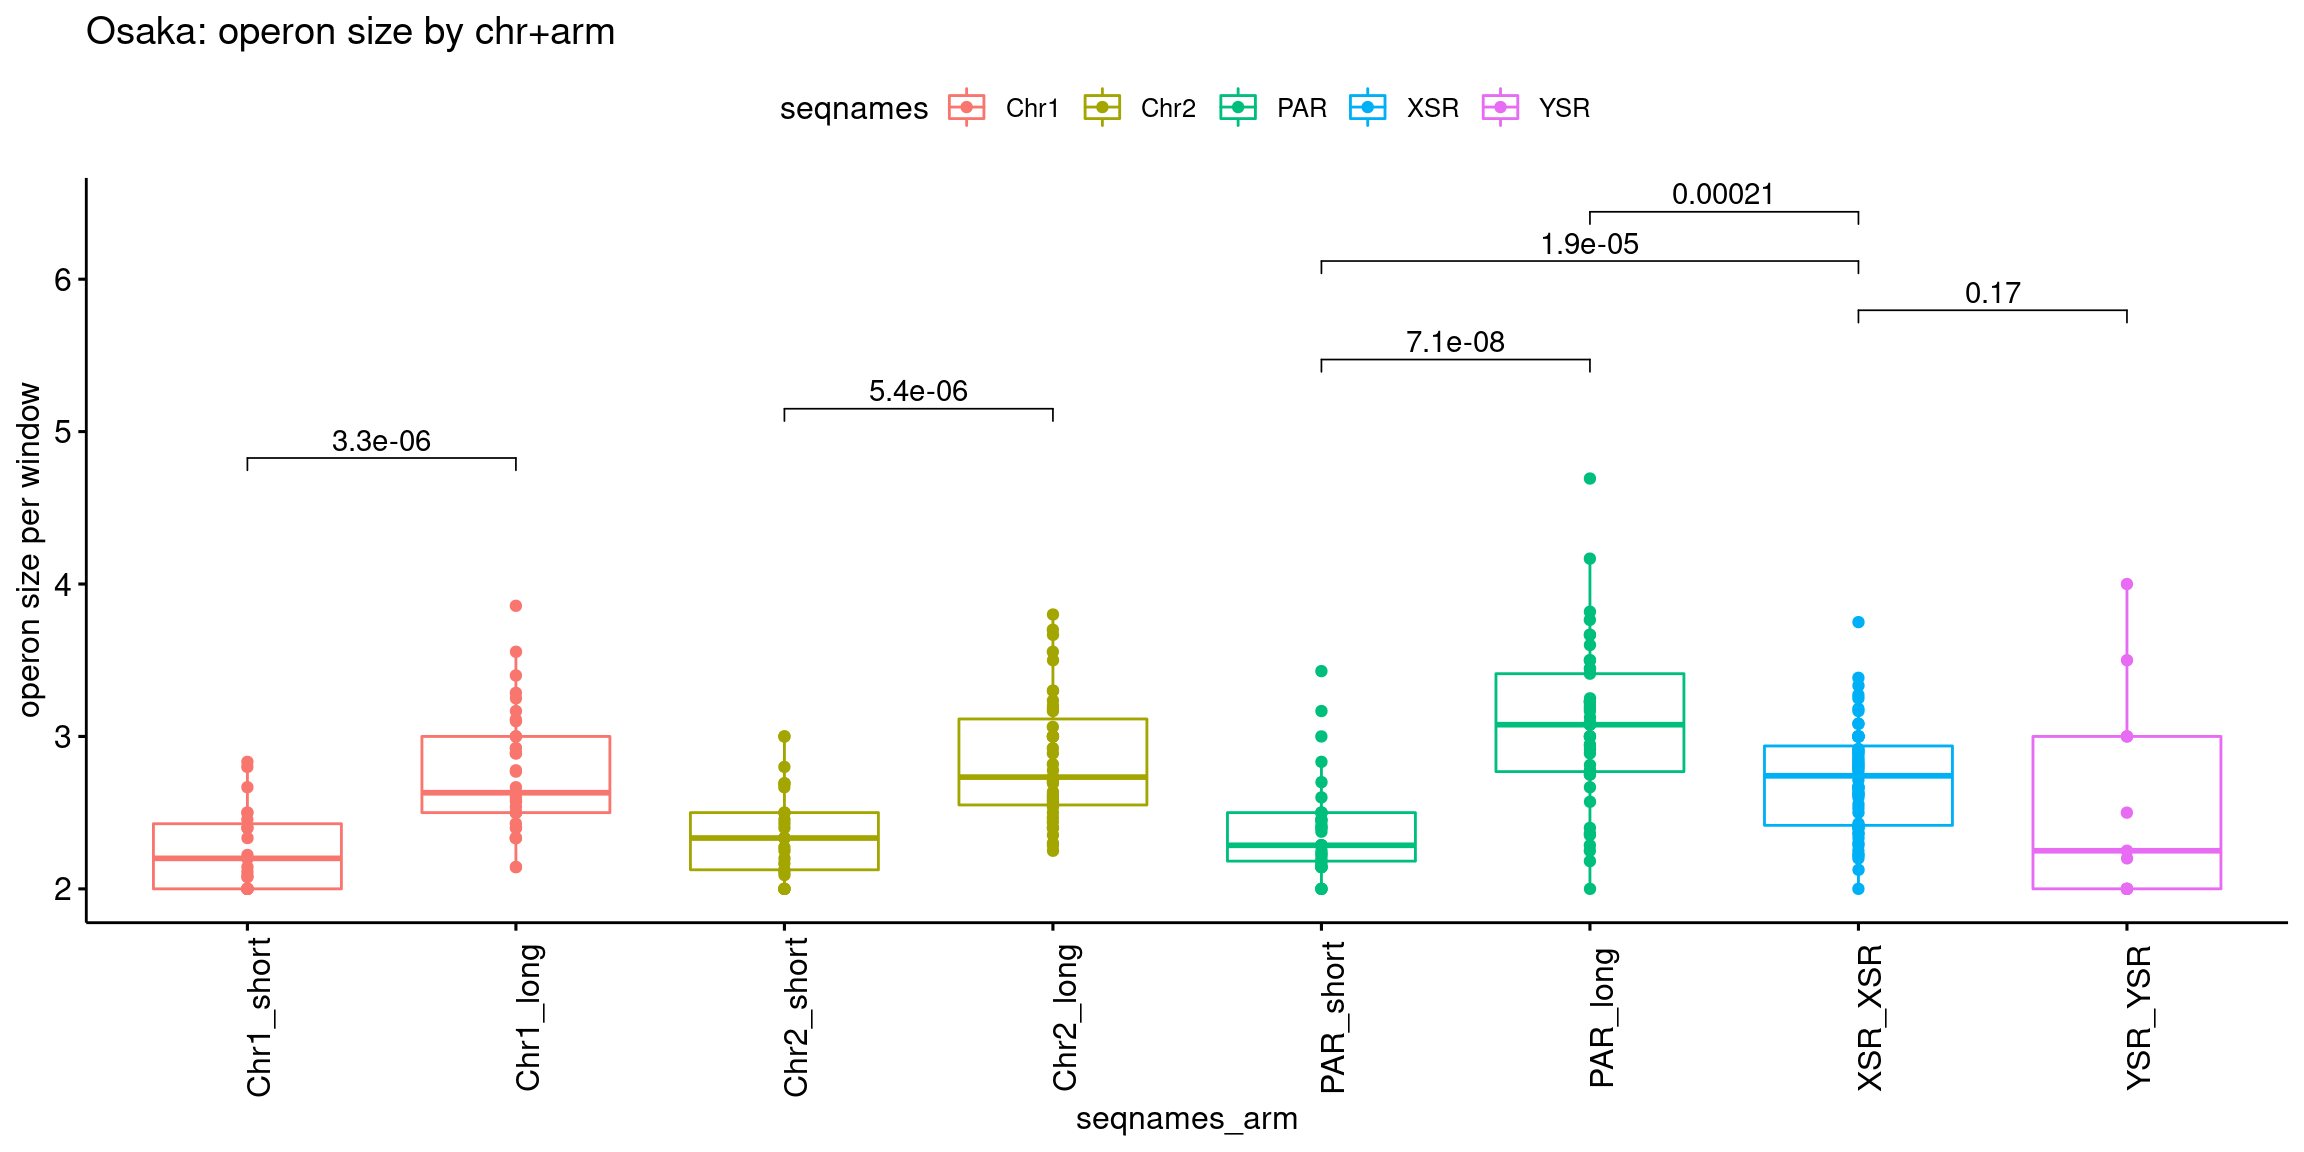 Osaka: operon size by chr+arm
seqnames Chr1 Chr2 PAR XSR YSR
0.00021
1.9e-05
0.17
7.1e-08
5.4e-06
3.3e-06
operon size per window
6
5
4
3
2
Chr1_short
Chr1_long
Chr2_short
Chr2_long
PAR_short
PAR_long
XSR_XSR
YSR_YSR
seqnames_arm